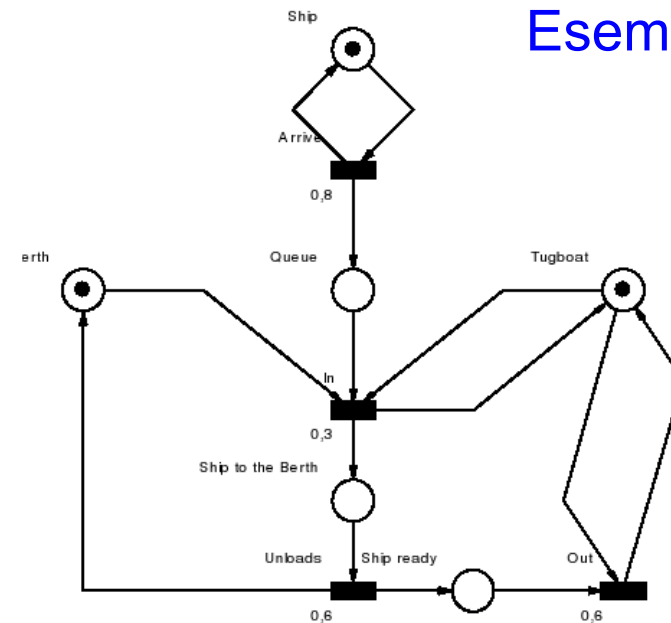 Ship
Esem
Arrive
0,8
erth
Queue
Tugboat
In
0,3
Ship to the Berth
Unloads
Ship ready
Out
0,6
0,6